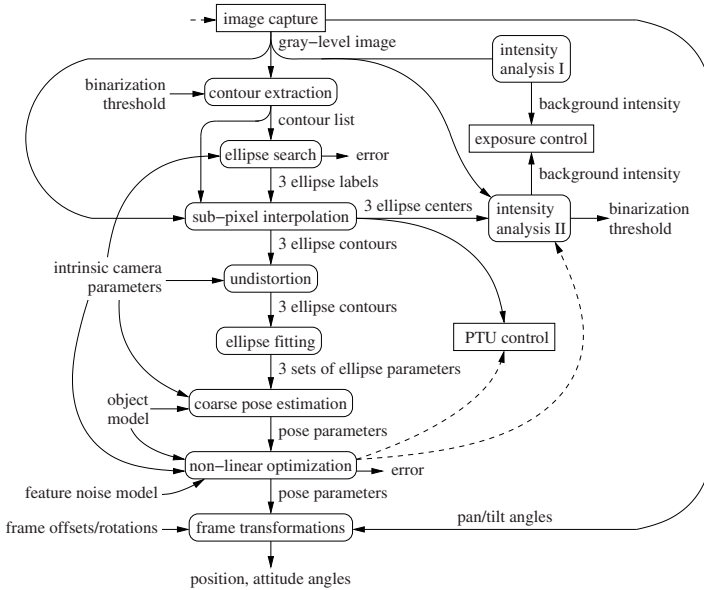 image capture
gray-level image
intensity
analysis I
binarization
threshold
contour extraction
background intensity
contour list
exposure control
ellipse search
error
background intensity
3 ellipse labels
sub-pixel interpolation
3 ellipse centers
intensity
analysis II
binarization
threshold
3 ellipse contours
intrinsic camera
parameters
undistortion
3 ellipse contours
ellipse fitting
PTU control
3 sets of ellipse parameters
object
model
coarse pose estimation
pose parameters
non-linear optimization
error
feature noise model
pose parameters
frame offsets/rotations
frame transformations
pan/tilt angles
position, attitude angles